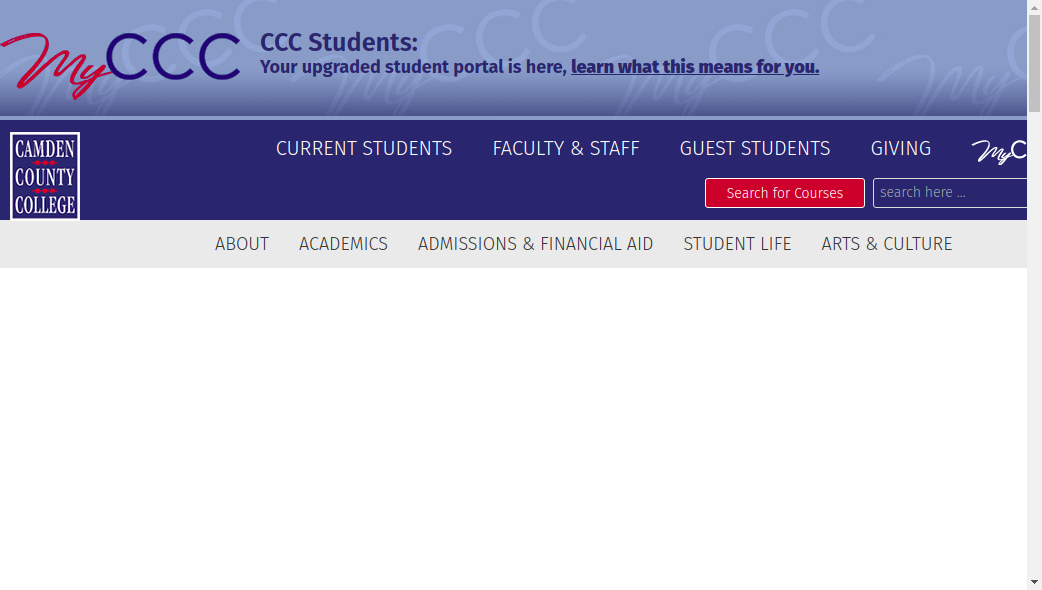 MyCCC
CCC Students:
Your upgraded student portal is here, learn what this means for you.
CAMDEN
COUNTY
COLLEGE
CURRENT STUDENTS FACULTY & STAFF GUEST STUDENTS GIVING MyC
Search for Courses search here ...
ABOUT ACADEMICS ADMISSIONS & FINANCIAL AID STUDENT LIFE ARTS & CULTURE